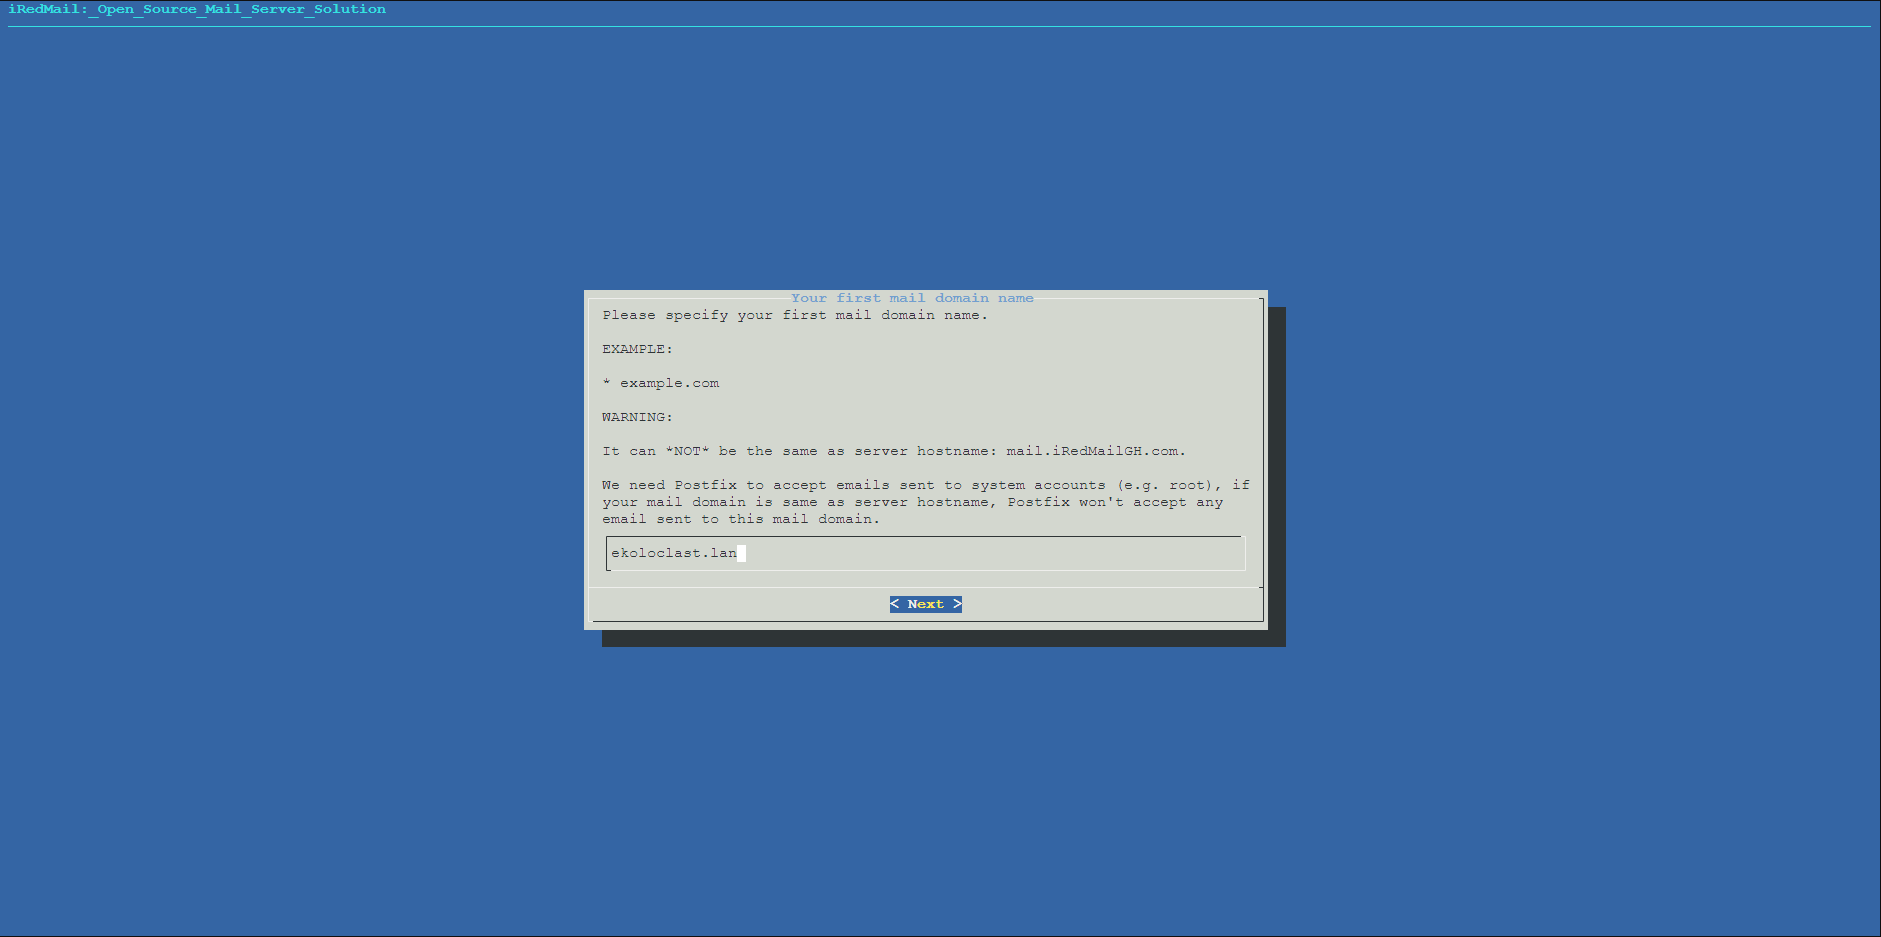 iRedMail:_Open_Source_Mail_Server_Solution
Your first mail domain name
Please specify your first mail domain name.
EXAMPLE:
* example.com
WARNING:
It can *NOT* be the same as server hostname: mail.iRedMailGH.com.
We need Postfix to accept emails sent to system accounts (e.g. root), if
your mail domain is same as server hostname, Postfix won't accept any
email sent to this mail domain.
ekoloclast.lan
< Next >